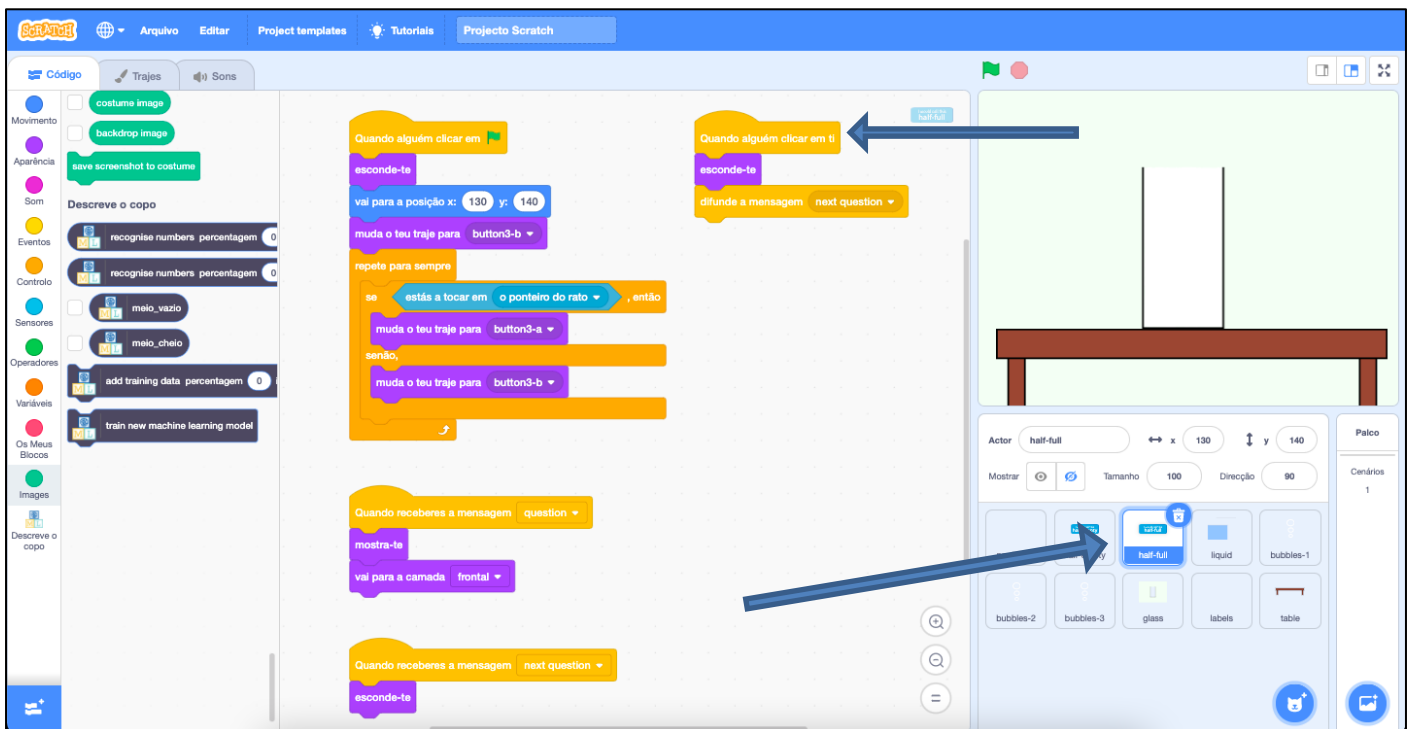 SCRATCH Arquivo Editar Project templates Tutoriais Projecto Scratch
Código Trajes Sons
Movimento
Aparência
Som
Eventos
Controlo
Sensores
Operadores
Variáveis
Os Meus
Blocos
Images
Descreve o
copo
costume image
backdrop image
save screenshot to costume
Descreve o copo
recognise numbers percentagem 0
recognise numbers percentagem 0
meio_vazio
meio_cheio
add training data percentagem 0
train new machine learning model
Quando alguém clicar em
esconde-te
vai para a posição x: 130 y: 140
muda o teu traje para button3-b
repete para sempre
se estás a tocar em o ponteiro do rato , então
muda o teu traje para button3-a
senão,
muda o teu traje para button3-b
Quando receberes a mensagem question
mostra-te
vai para a camada frontal
Quando receberes a mensagem next question
esconde-te
Quando alguém clicar em ti
esconde-te
difunde a mensagem next question
half-full
Actor half-full x 130 y 140
Mostrar Tamanho 100 Direcção 90
half-full
liquid
bubbles-1
bubbles-2
bubbles-3
glass
labels
table
Palco
Cenários
1